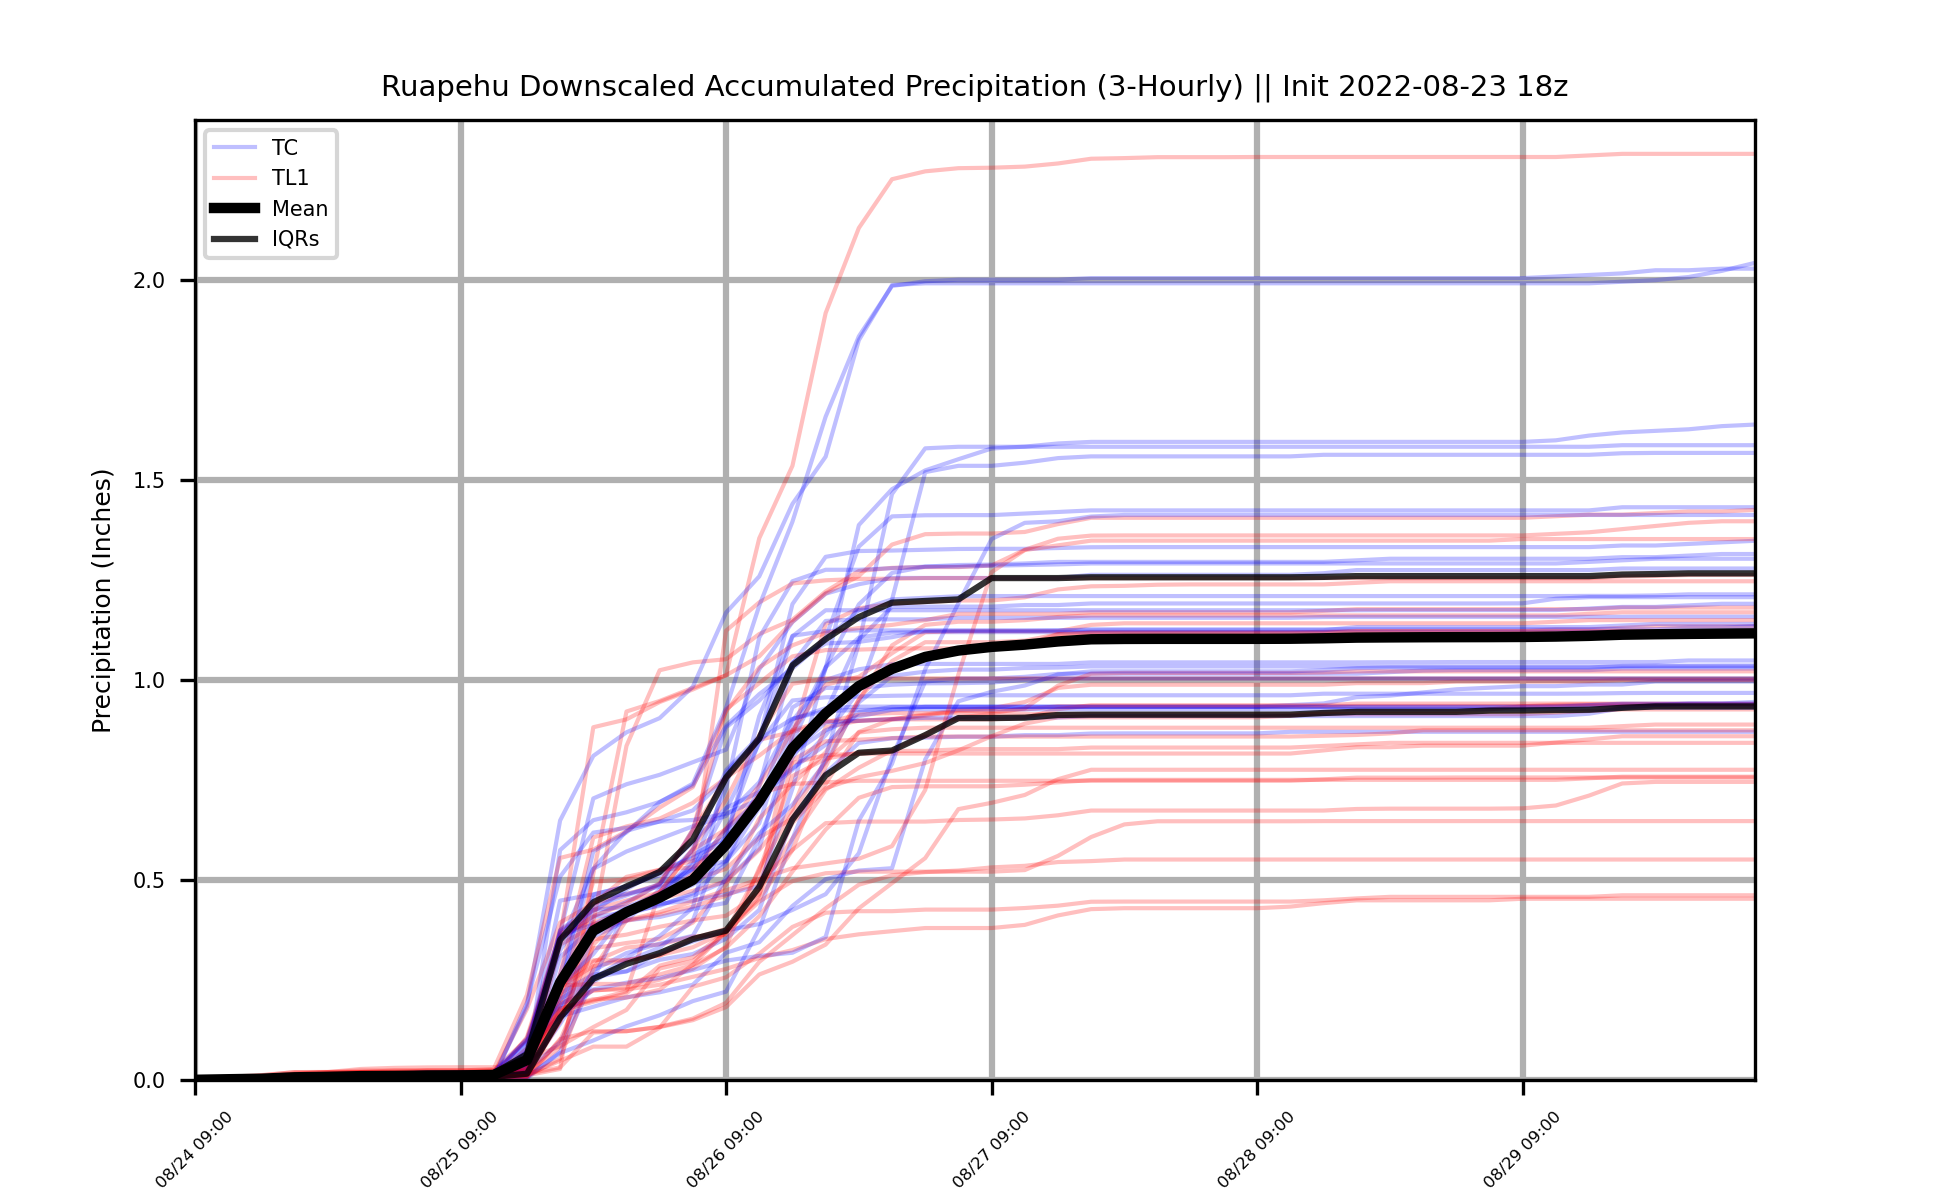 Ruapehu Downscaled Accumulated Precipitation (3-Hourly) || Init 2022-08-23 18z
TC
TL1
Mean
IQRs
Precipitation (Inches)
2.0
1.5
1.0
0.5
0.0
08/24 09:00
08/25 09:00
08/26 09:00
08/27 09:00
08/28 09:00
08/29 09:00